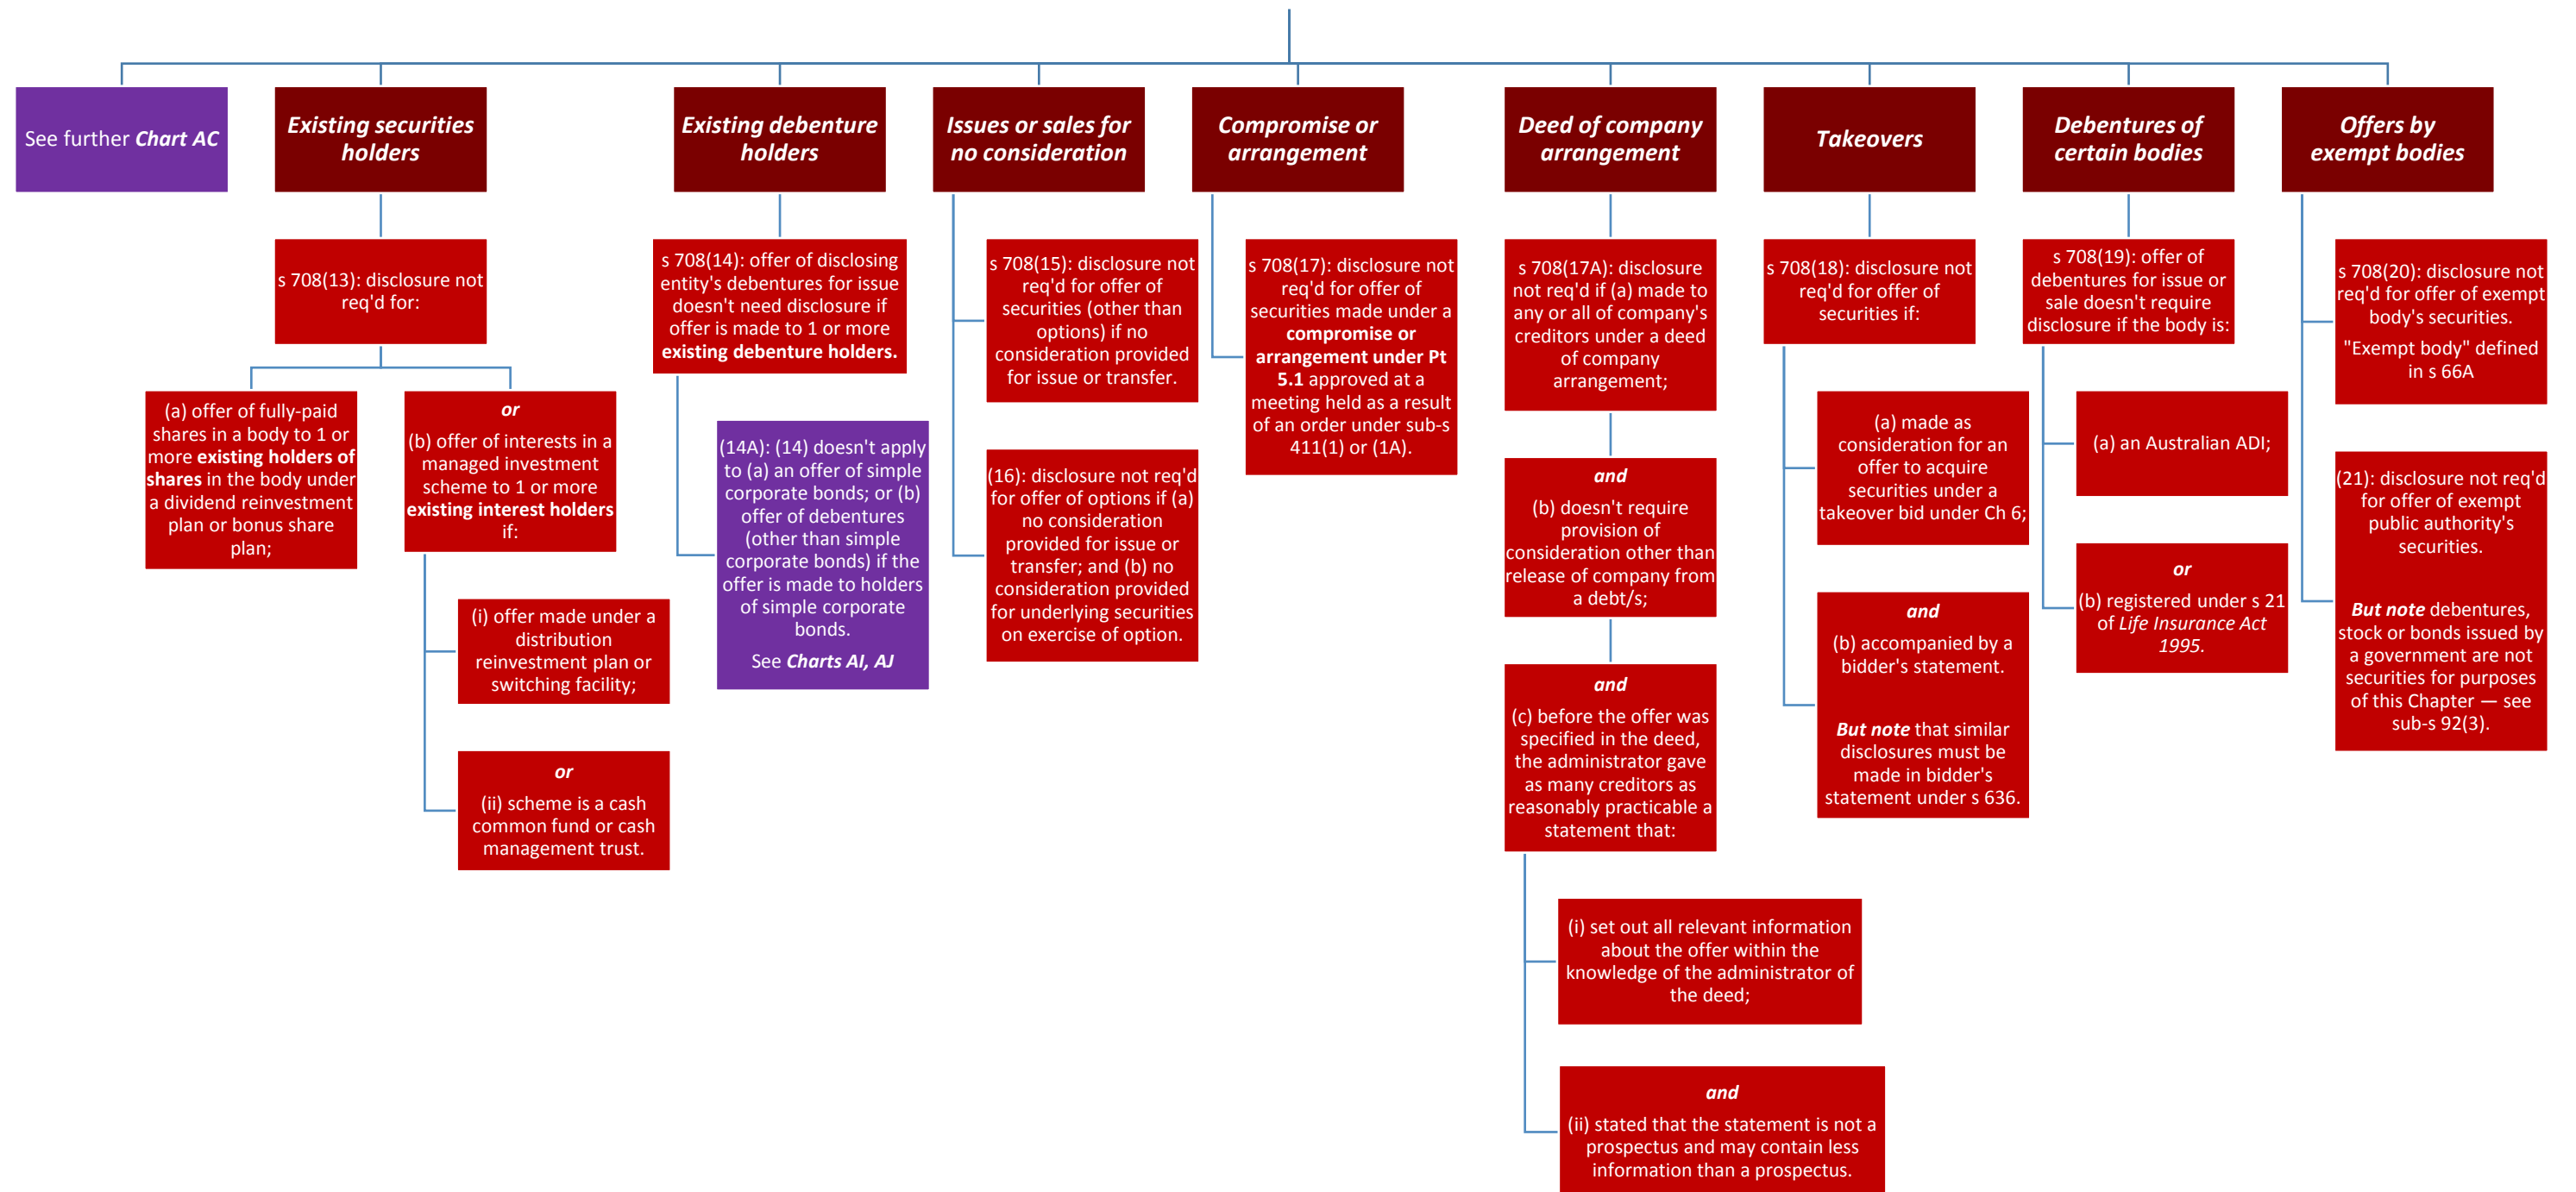 See further Chart AC
Existing securities
holders
s 708(13): disclosure not
req'd for:
(a) offer of fully-paid
shares in a body to 1 or
more existing holders of
shares in the body under
a dividend reinvestment
plan or bonus share
plan;
or
(b) offer of interests in a
managed investment
scheme to 1 or more
existing interest holders
if:
(i) offer made under a
distribution
reinvestment plan or
switching facility;
or
(ii) scheme is a cash
common fund or cash
management trust.
Existing debenture
holders
s 708(14): offer of disclosing
entity's debentures for issue
doesn't need disclosure if
offer is made to 1 or more
existing debenture holders.
(14A): (14) doesn't apply
to (a) an offer of simple
corporate bonds; or (b)
offer of debentures
(other than simple
corporate bonds) if the
offer is made to holders
of simple corporate
bonds.
See Charts AI, AJ
Issues or sales for
no consideration
s 708(15): disclosure not
req'd for offer of
securities (other than
options) if no
consideration provided
for issue or transfer.
(16): disclosure not req'd
for offer of options if (a)
no consideration
provided for issue or
transfer; and (b) no
consideration provided
for underlying securities
on exercise of option.
Compromise or
arrangement
s 708(17): disclosure not
req'd for offer of
securities made under a
compromise or
arrangement under Pt
5.1 approved at a
meeting held as a result
of an order under sub-s
411(1) or (1A).
Deed of company
arrangement
s 708(17A): disclosure
not req'd if (a) made to
any or all of company's
creditors under a deed
of company
arrangement;
and
(b) doesn't require
provision of
consideration other than
release of company from
a debt/s;
and
(c) before the offer was
specified in the deed,
the administrator gave
as many creditors as
reasonably practicable a
statement that:
(i) set out all relevant information
about the offer within the
knowledge of the administrator of
the deed;
and
(ii) stated that the statement is not a
prospectus and may contain less
information than a prospectus.
Takeovers
s 708(18): disclosure not
req'd for offer of
securities if:
(a) made as
consideration for an
offer to acquire
securities under a
takeover bid under Ch 6;
and
(b) accompanied by a
bidder's statement.
But note that similar
disclosures must be
made in bidder's
statement under s 636.
Debentures of
certain bodies
s 708(19): offer of
debentures for issue or
sale doesn't require
disclosure if the body is:
(a) an Australian ADI;
or
(b) registered under s 21
of Life Insurance Act
1995.
Offers by
exempt bodies
s 708(20): disclosure not
req'd for offer of exempt
body's securities.
"Exempt body" defined
in s 66A
(21): disclosure not req'd
for offer of exempt
public authority's
securities.
But note debentures,
stock or bonds issued by
a government are not
securities for purposes
of this Chapter — see
sub-s 92(3).